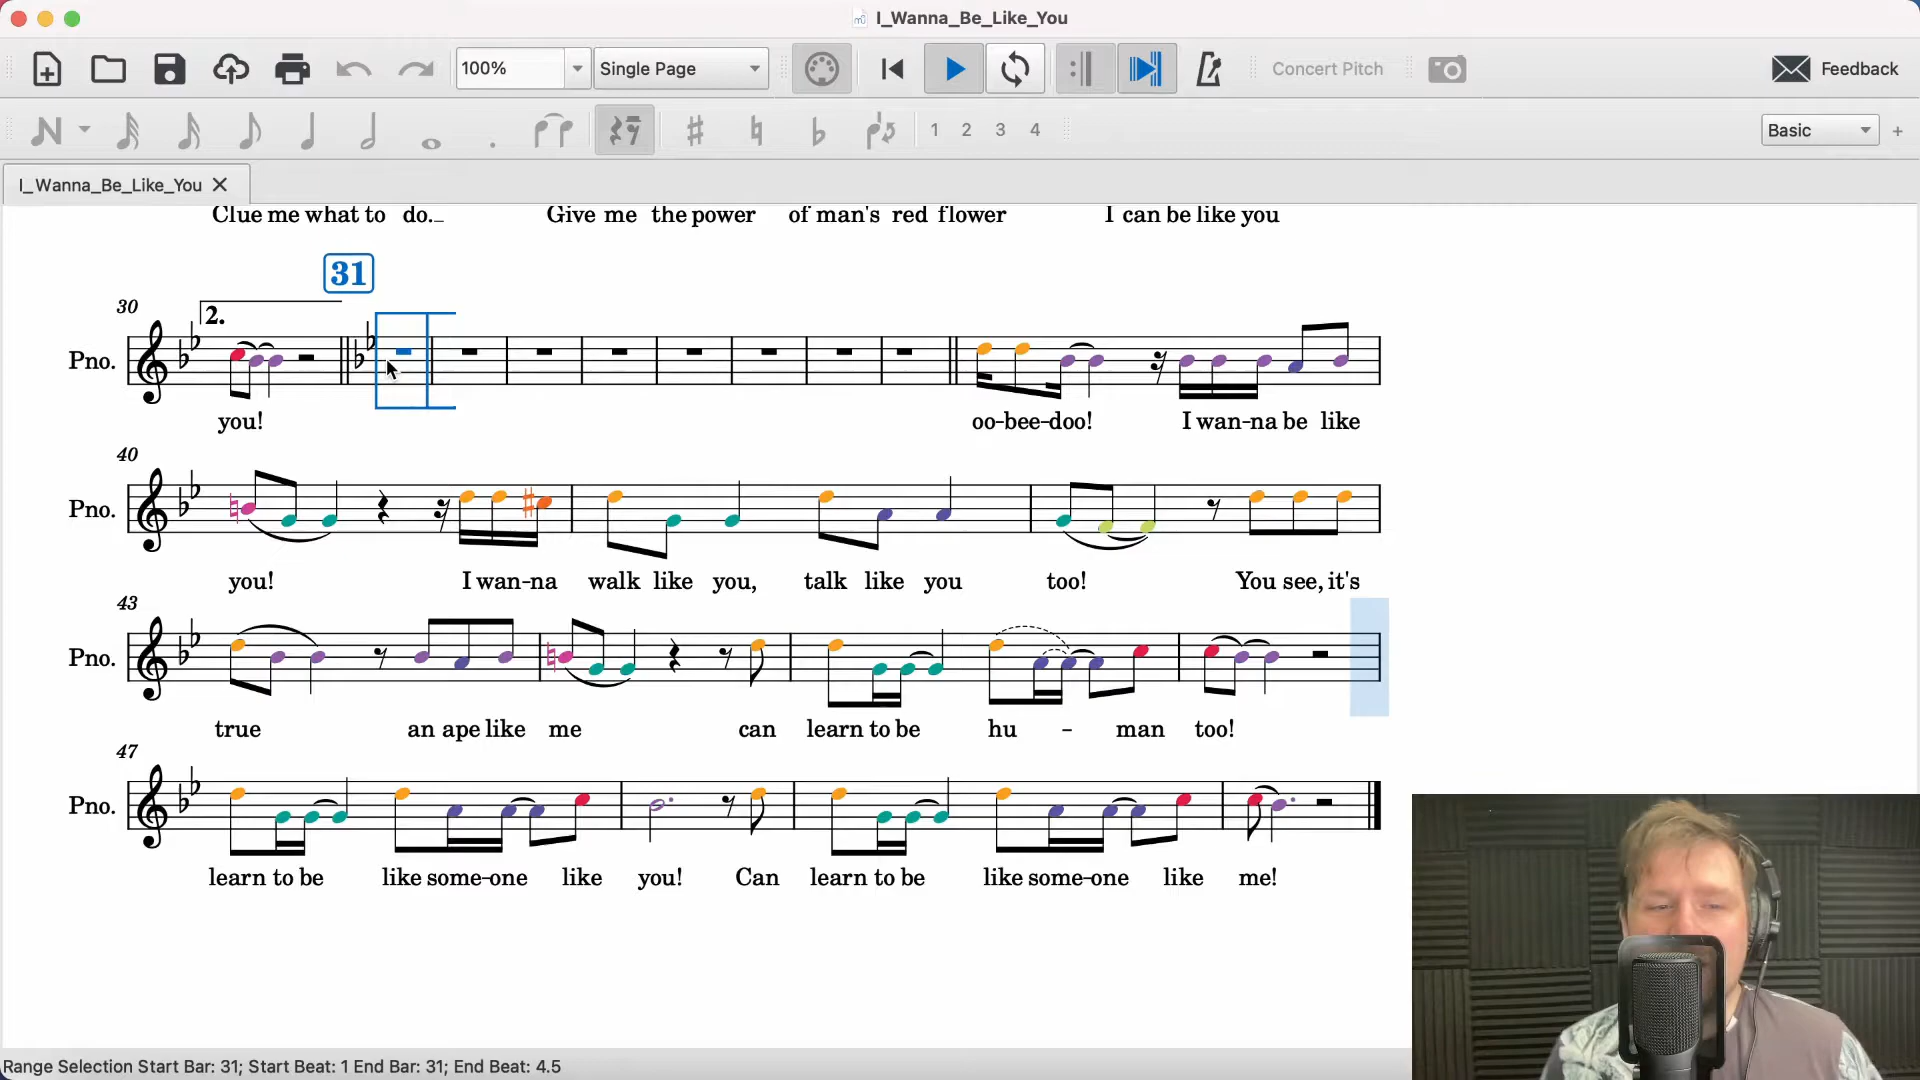 I_Wanna_Be_Like_You
100%
Single Page
Concert Pitch
Feedback
1 2 3 4
Basic
I_Wanna_Be_Like_You
Clue me what to do._ Give me the power of man's red flower I can be like you
31
30
2.
Pno.
you! oo-bee-doo! I wan-na be like
40
Pno.
you! I wan-na walk like you, talk like you too! You see, it's
43
Pno.
true an ape like me can learn to be hu - man too!
47
Pno.
learn to be like some-one like you! Can learn to be like some-one like me!
Range Selection Start Bar: 31; Start Beat: 1 End Bar: 31; End Beat: 4.5